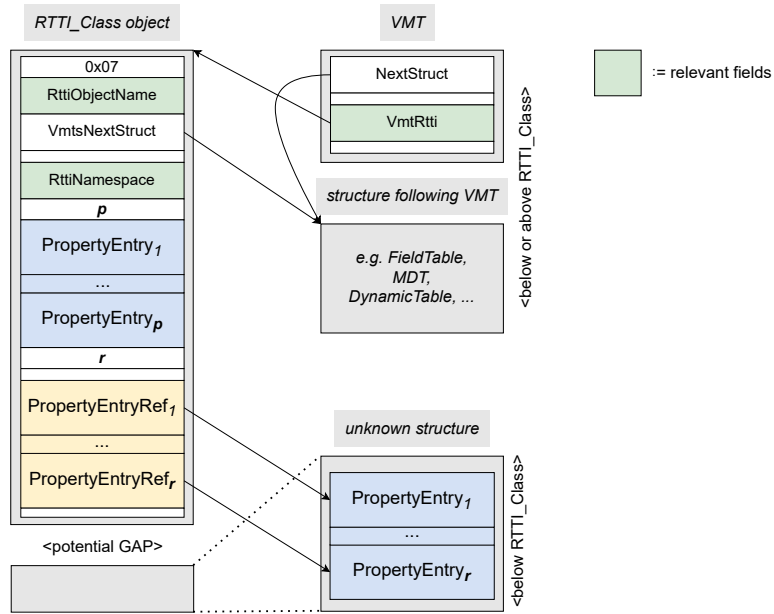 RTTI_Class object
0x07
RttiObjectName
VmtsNextStruct
RttiNamespace
p
PropertyEntry1
...
PropertyEntryp
r
PropertyEntryRef1
...
PropertyEntryRefr
<potential GAP>
VMT
NextStruct
VmtRtti
structure following VMT
e.g. FieldTable,
MDT,
DynamicTable, ...
<below or above RTTI_Class>
unknown structure
PropertyEntry1
...
PropertyEntryr
<below RTTI_Class>
:= relevant fields